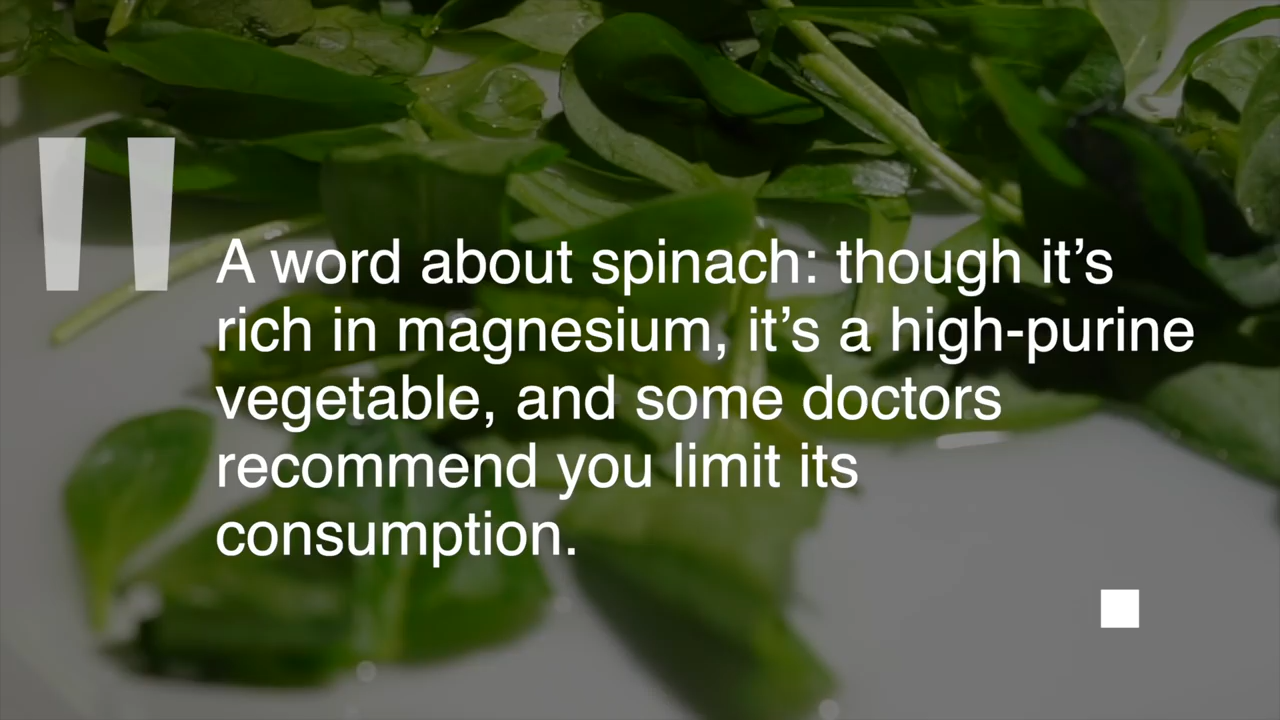 "
A word about spinach: though it’s
rich in magnesium, it’s a high-purine
vegetable, and some doctors
recommend you limit its
consumption.